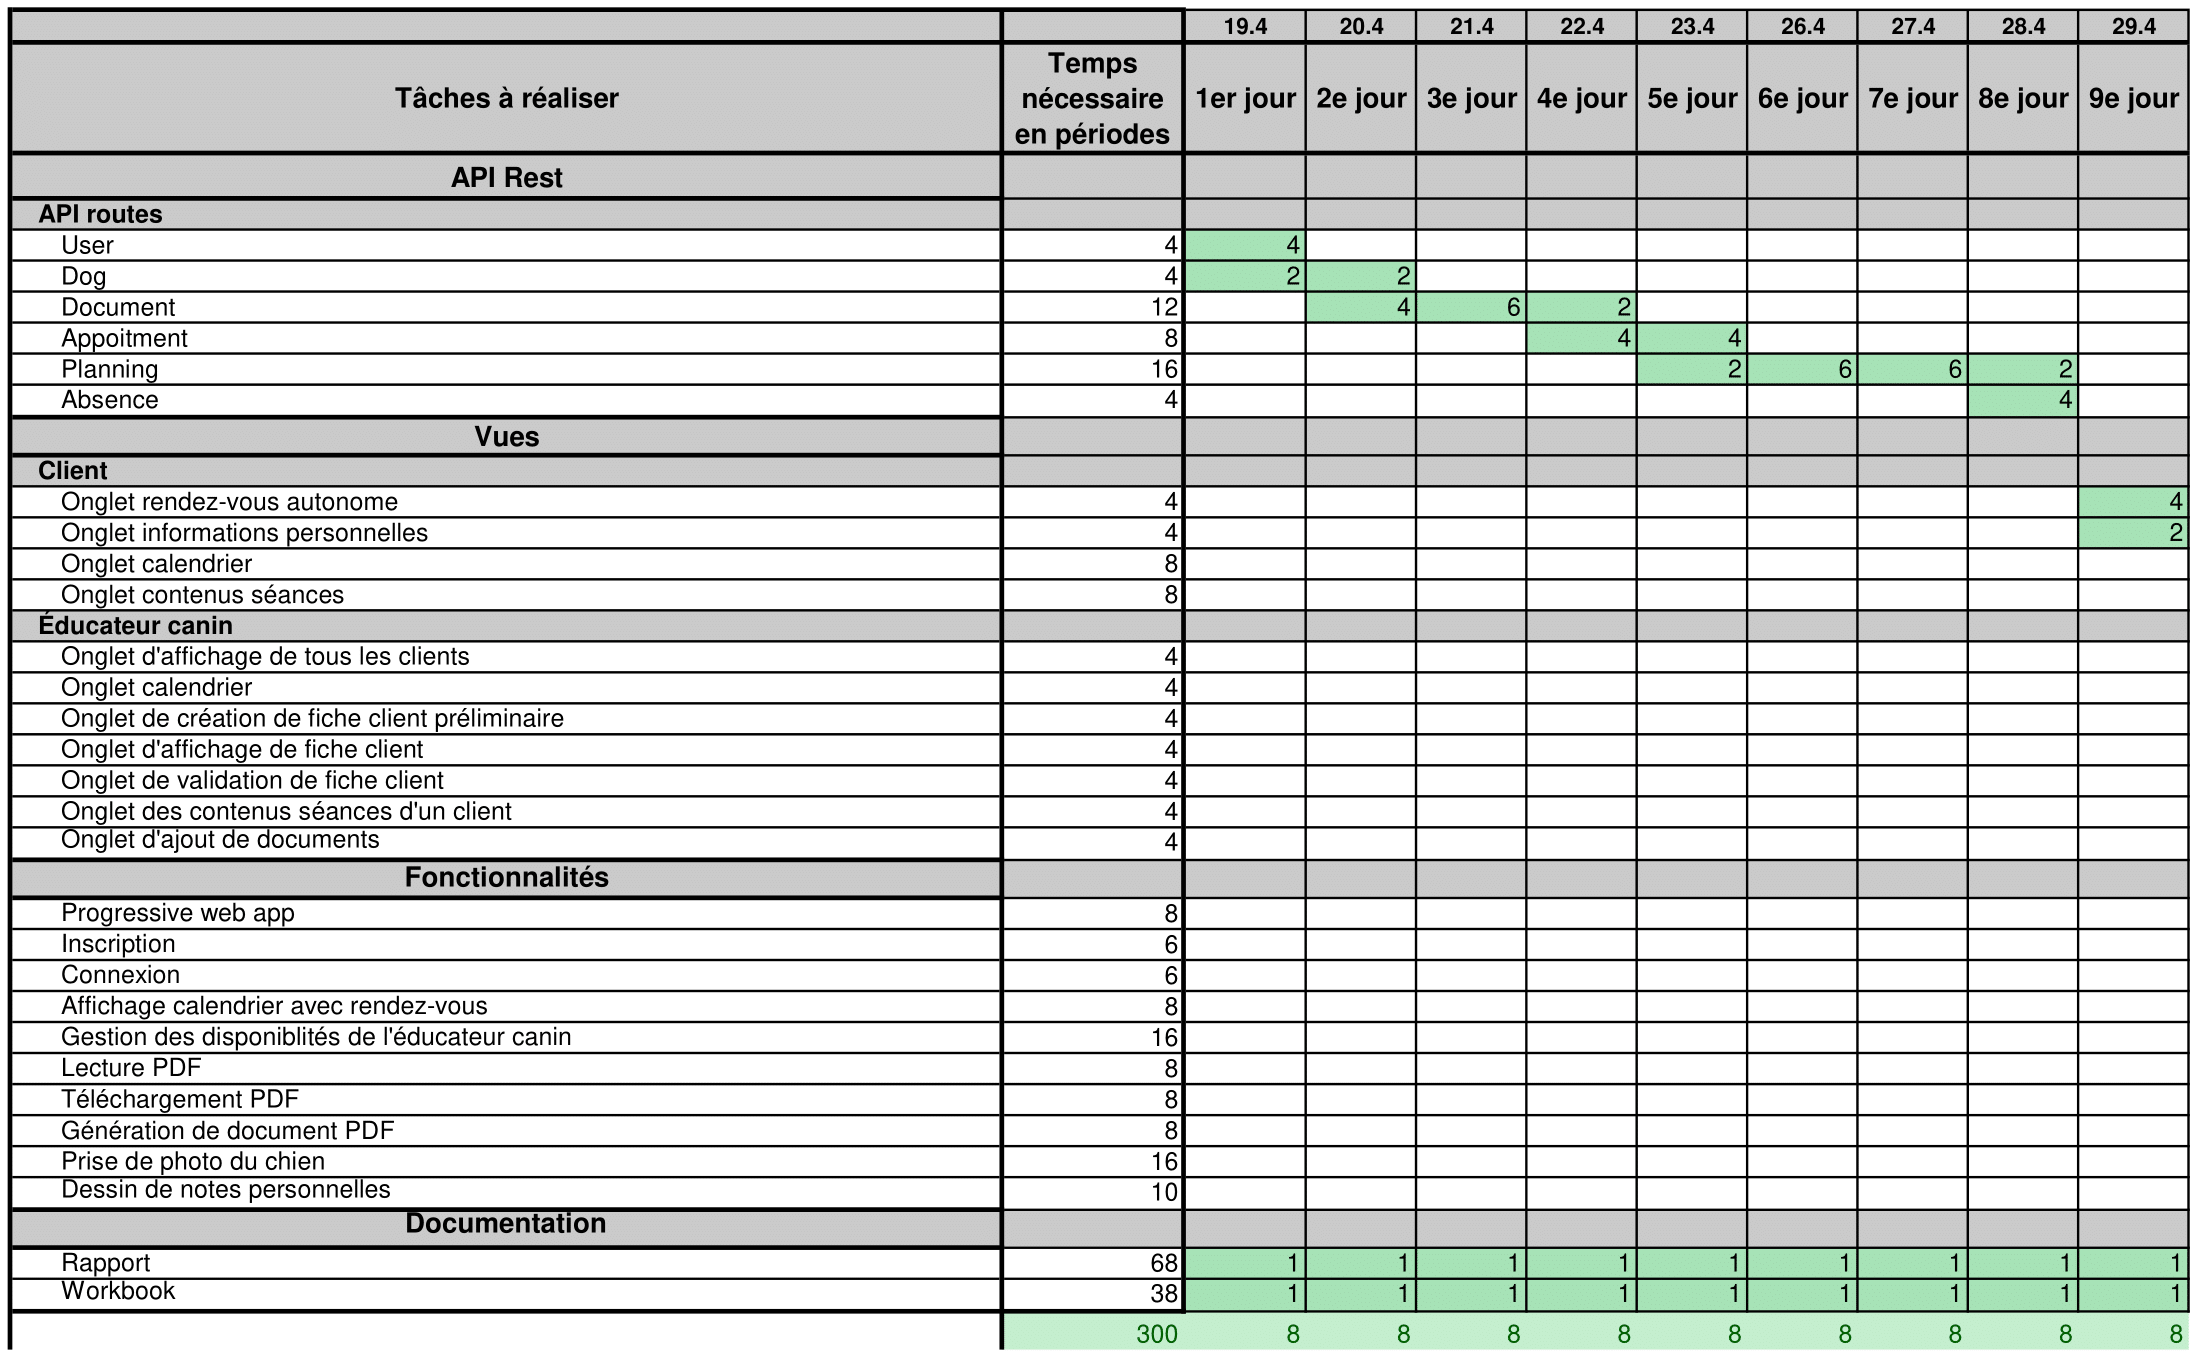 19.4 20.4 21.4 22.4 23.4 26.4 27.4 28.4 29.4
Tâches à réaliser Temps nécessaire en périodes 1er jour 2e jour 3e jour 4e jour 5e jour 6e jour 7e jour 8e jour 9e jour
API Rest
API routes
User 4 4
Dog 4 2 2
Document 12 4 6 2
Appoitment 8 4 4
Planning 16 2 6 6 2
Absence 4 4
Vues
Client
Onglet rendez-vous autonome 4 4
Onglet informations personnelles 4 2
Onglet calendrier 8
Onglet contenus séances 8
Éducateur canin
Onglet d'affichage de tous les clients 4
Onglet calendrier 4
Onglet de création de fiche client préliminaire 4
Onglet d'affichage de fiche client 4
Onglet de validation de fiche client 4
Onglet des contenus séances d'un client 4
Onglet d'ajout de documents 4
Fonctionnalités
Progressive web app 8
Inscription 6
Connexion 6
Affichage calendrier avec rendez-vous 8
Gestion des disponiblités de l'éducateur canin 16
Lecture PDF 8
Téléchargement PDF 8
Génération de document PDF 8
Prise de photo du chien 16
Dessin de notes personnelles 10
Documentation
Rapport 68 1 1 1 1 1 1 1 1 1
Workbook 38 1 1 1 1 1 1 1 1 1
300 8 8 8 8 8 8 8 8 8